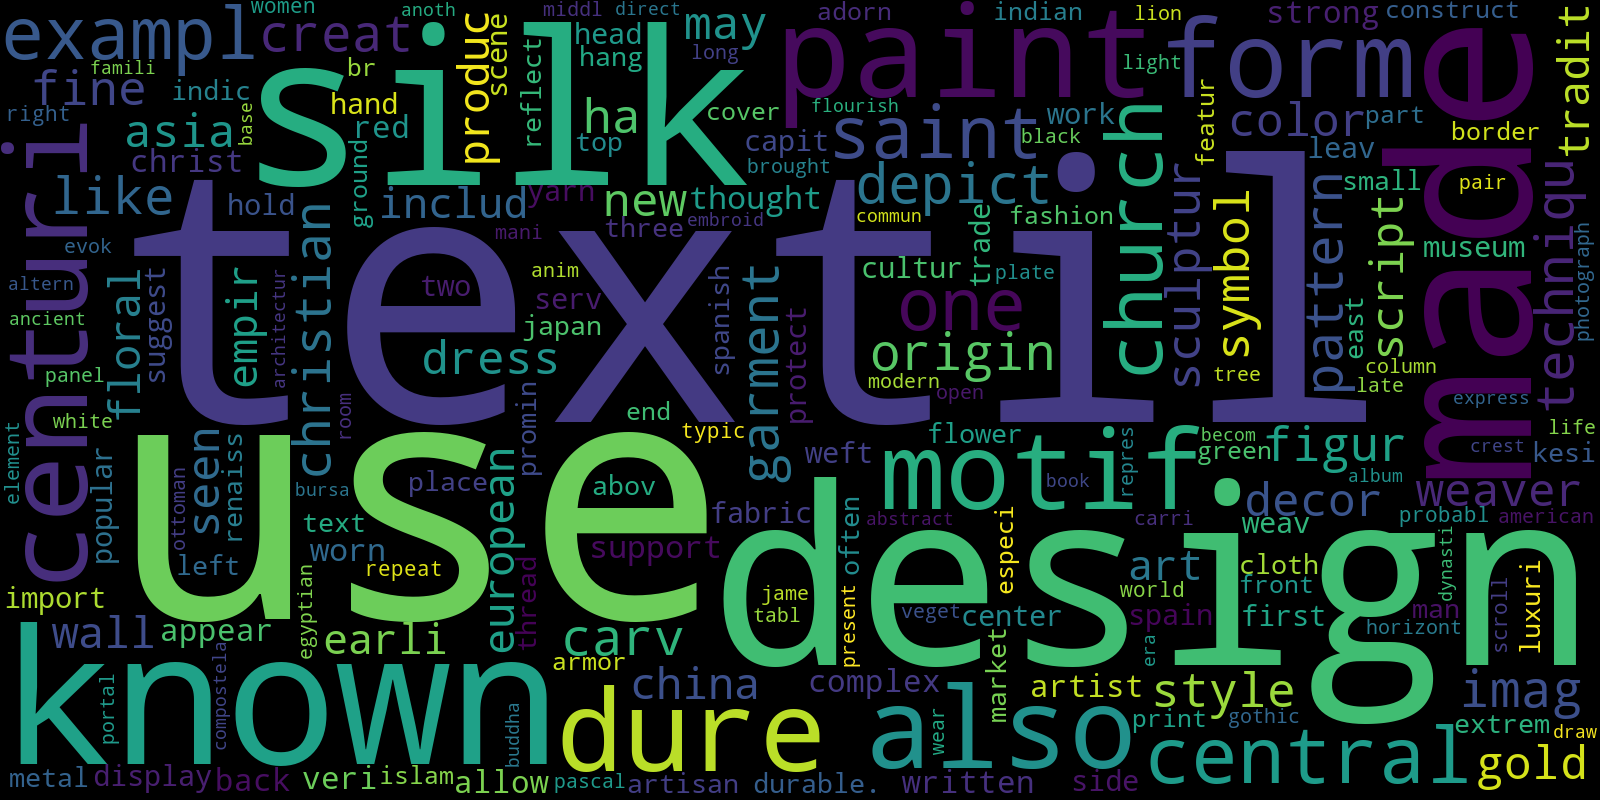 women
anoth
middl
direct
adorn
indian
lion
strong
construct
exampl
creat
silk
produc
scene
head
hang
may
long
paint
form
made
tradit
famili
br
light
fine
indic
hand
reflect
ha
cover
flourish
work
part
color
featur
border
right
asia
base
red
top
capit
saint
black
church
leav
christ
brought
techniqu
centuri
like
hold
ground
includ
yarn
new
thought
depict
small
pair
embroid
commun
fashion
sculptur
symbol
pattern
script
museum
evok
mani
three
textil
cultur
trade
plate
photograph
altern
floral
suggest
empir
architectur
christian
two
anim
serv
spanish
garment
protect
one
east
ancient
japan
dress
origin
column
panel
modern
open
tree
late
room
promin
end
express
white
typic
flower
becom
life
element
popular
seen
renaiss
use
weft
motif.
repres
green
figur
crest
kesi
ottoman
bursa
place
european
abov
book
album
decor
weaver
text
fabric
abstract
often
especi
carri
weav
probabl
american
left
worn
support
design
art
cloth
repeat
thread
front
dynasti
import
egyptian
jame
tabl
present
veget
center
world
spain
first
man
scroll
luxuri
wall
appear
earli
carv
horizont
known
compostela
armor
market
era
portal
china
complex
artist
style
imag
buddha
dure
also
wear
print
gothic
extrem
draw
central
gold
metal
display
back
veri
islam
allow
pascal
artisan
durable.
written
side